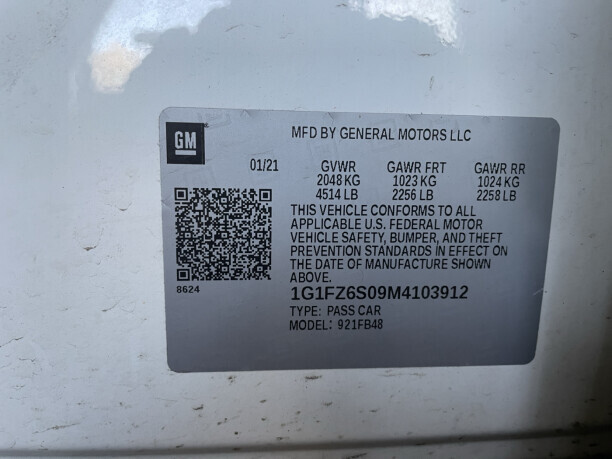 GM
MFD BY GENERAL MOTORS LLC
01/21 GVWR GAWR FRT GAWR RR
2048 KG 1023 KG 1024 KG
4514 LB 2256 LB 2258 LB
THIS VEHICLE CONFORMS TO ALL
APPLICABLE U.S. FEDERAL MOTOR
VEHICLE SAFETY, BUMPER, AND THEFT
PREVENTION STANDARDS IN EFFECT ON
THE DATE OF MANUFACTURE SHOWN
ABOVE.
8624
1G1FZ6S09M4103912
TYPE: PASS CAR
MODEL: 921FB48